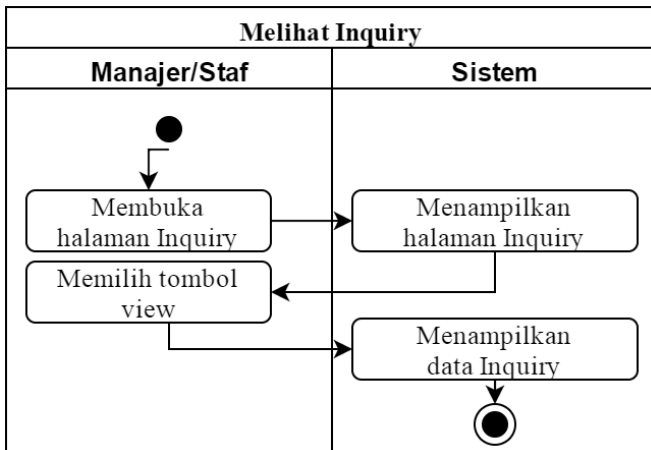 Melihat Inquiry
Manajer/Staf
Sistem
Membuka
halaman Inquiry
Menampilkan
halaman Inquiry
Memilih tombol
view
Menampilkan
data Inquiry